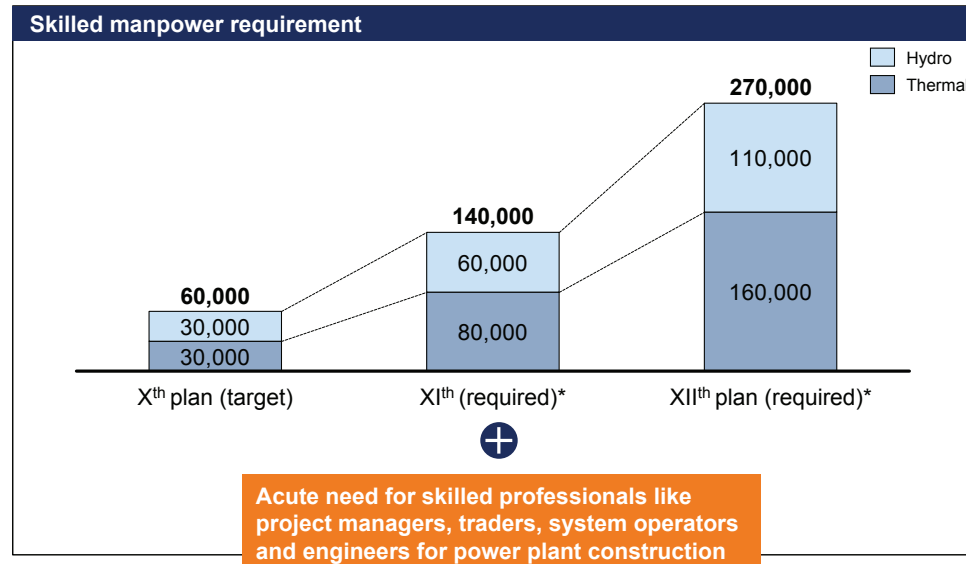 Skilled manpower requirement
Hydro
Thermal
270,000
110,000
140,000
60,000
160,000
60,000
30,000
80,000
30,000
Xth plan (target)
XIth (required)*
XIIth plan (required)*
+
Acute need for skilled professionals like
project managers, traders, system operators
and engineers for power plant construction